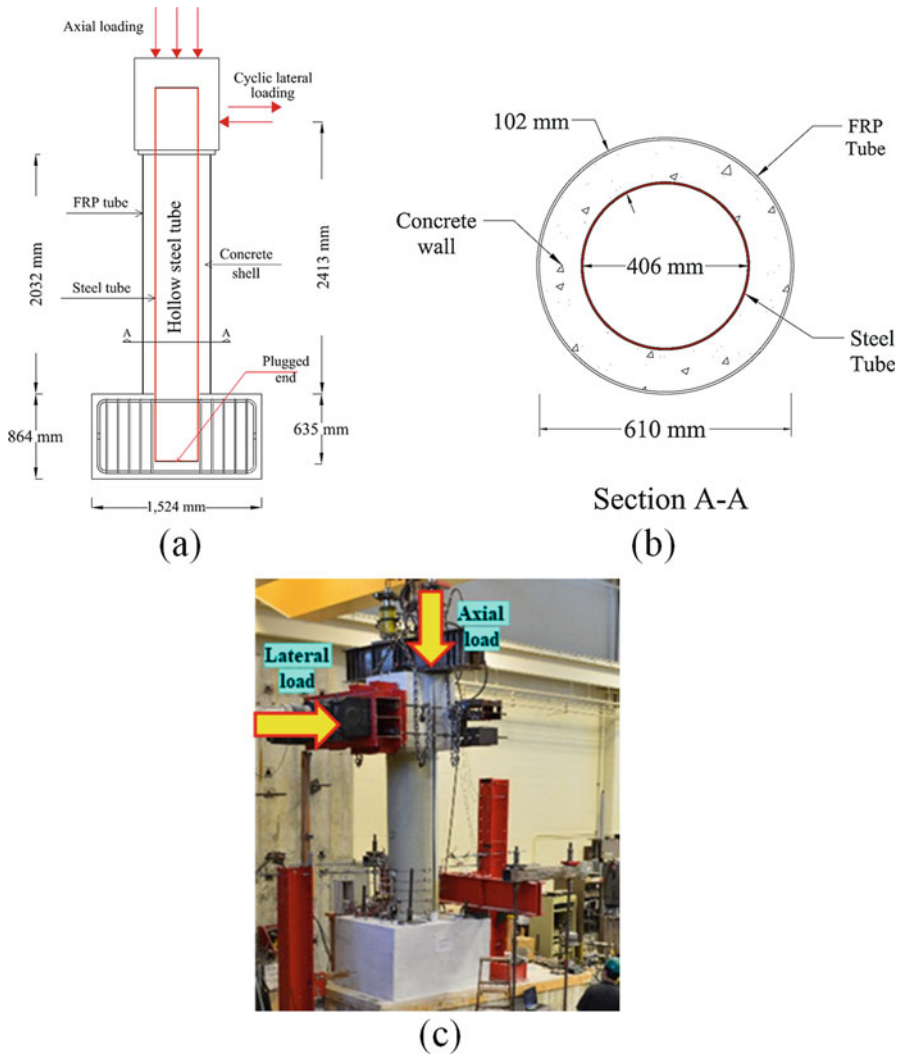 Axial loading
Cyclic lateral
loading
FRP tube
Steel tube
Hollow steel tube
Concrete
shell
2032 mm
2413 mm
A
A
Plugged
end
864 mm
635 mm
1,524 mm
(a)
102 mm
FRP
Tube
Concrete
wall
406 mm
Steel
Tube
610 mm
Section A-A
(b)
Axial
load
Lateral
load
(c)